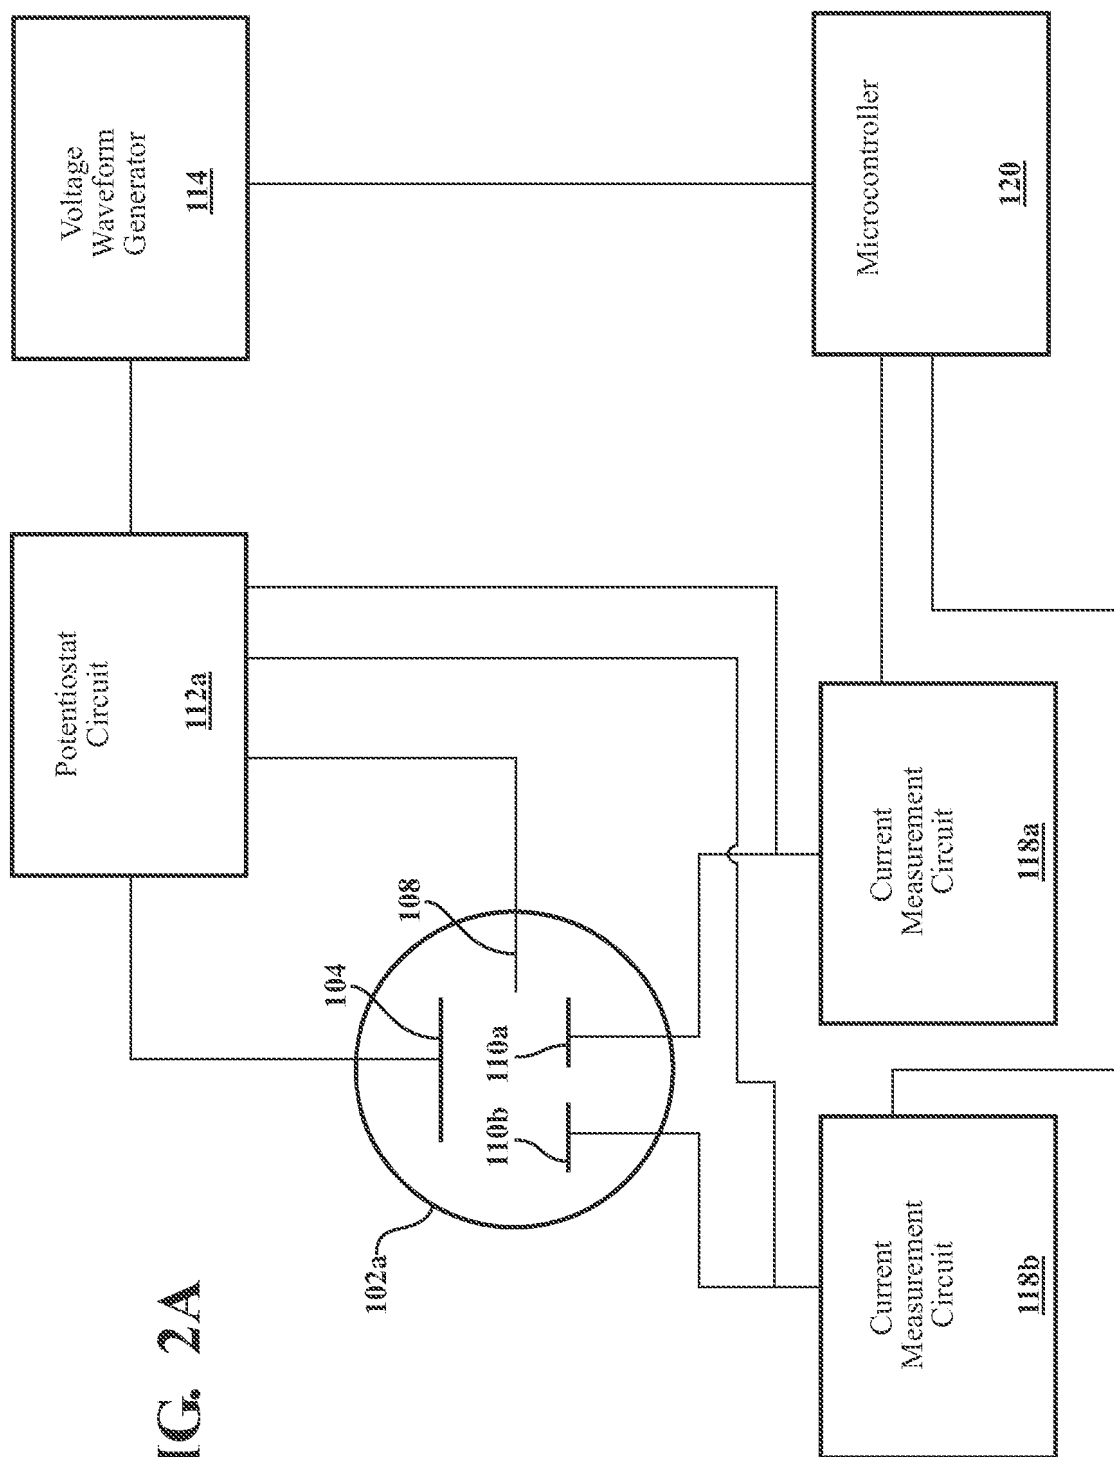 Potentiostat
Circuit
112a
Voltage
Waveform
Generator
114
102a
104
108
110b
110a
Current
Measurement
Circuit
118b
Current
Measurement
Circuit
118a
Microcontroller
120
IG. 2A